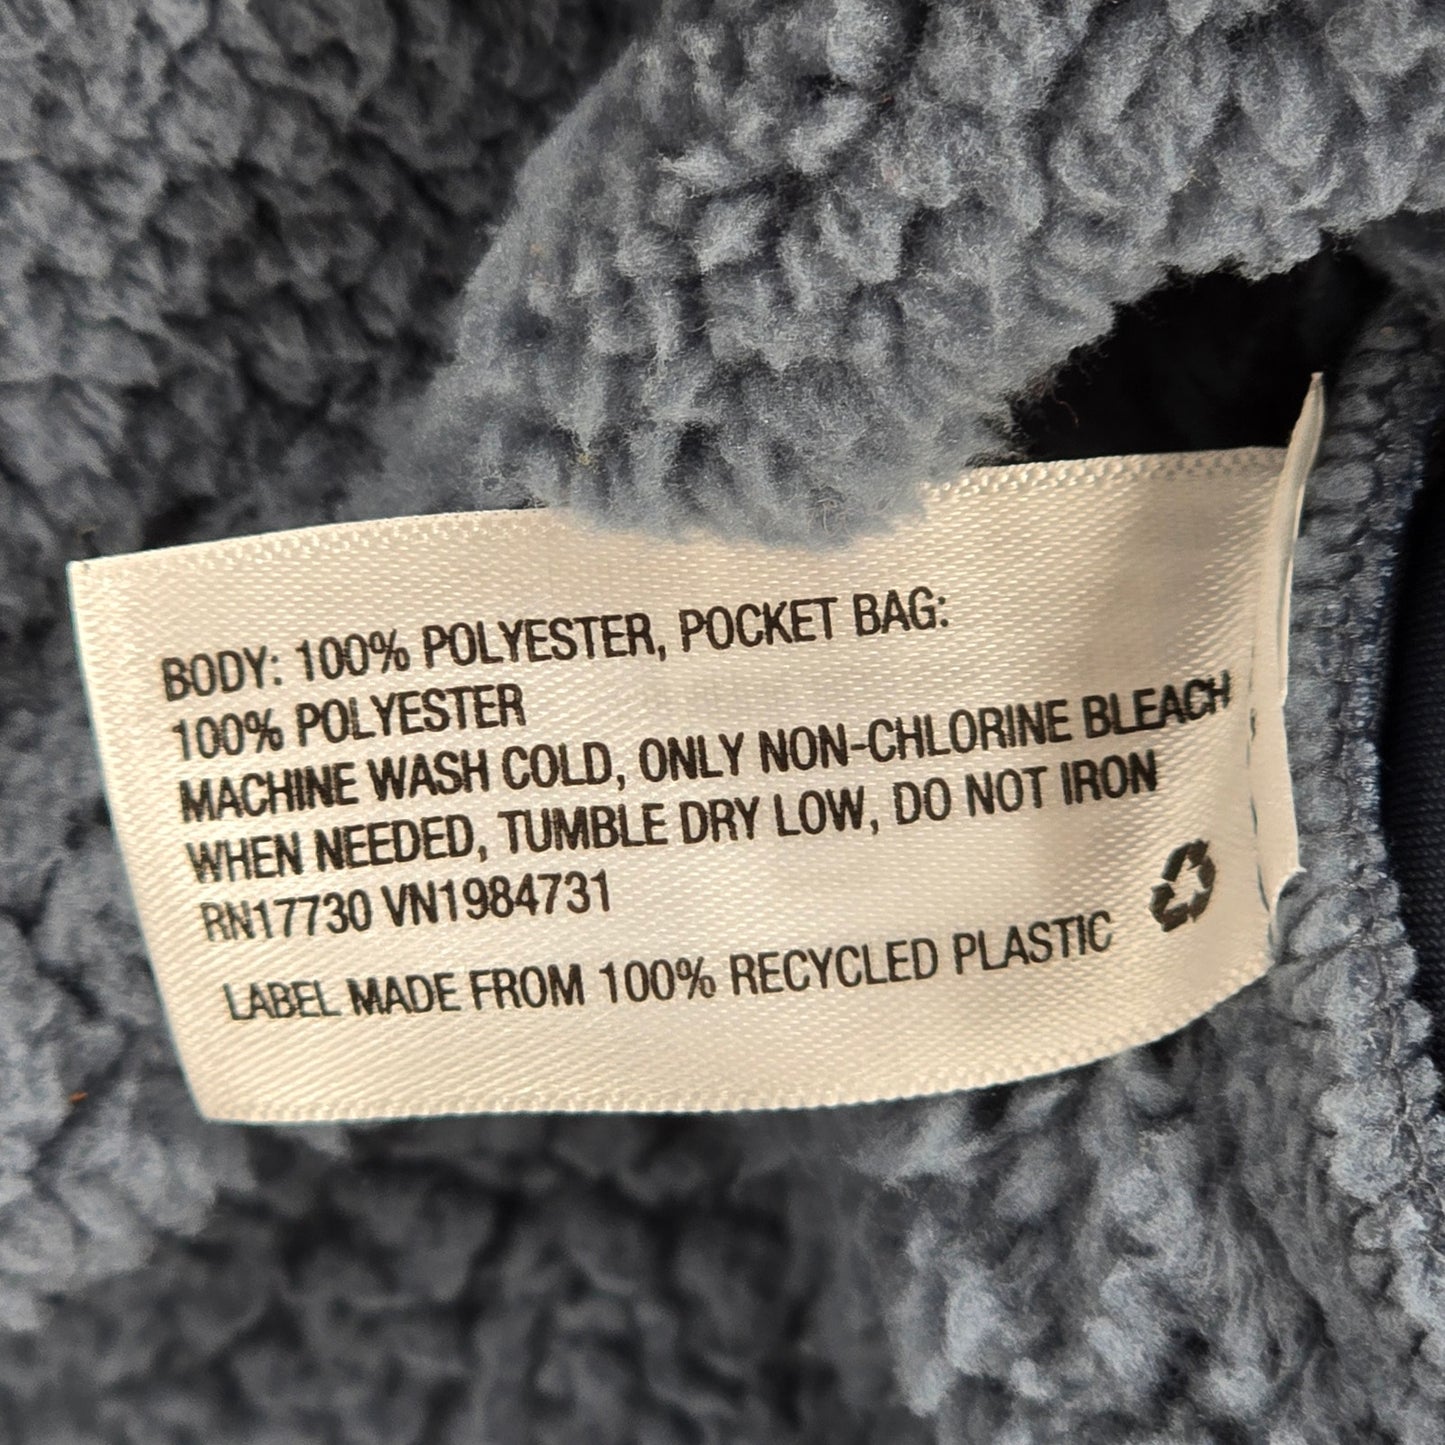 BODY: 100% POLYESTER, POCKET BAG:
100% POLYESTER
MACHINE WASH COLD, ONLY NON-CHLORINE BLEACH
WHEN NEEDED, TUMBLE DRY LOW, DO NOT IRON
RN17730 VN1984731
LABEL MADE FROM 100% RECYCLED PLASTIC